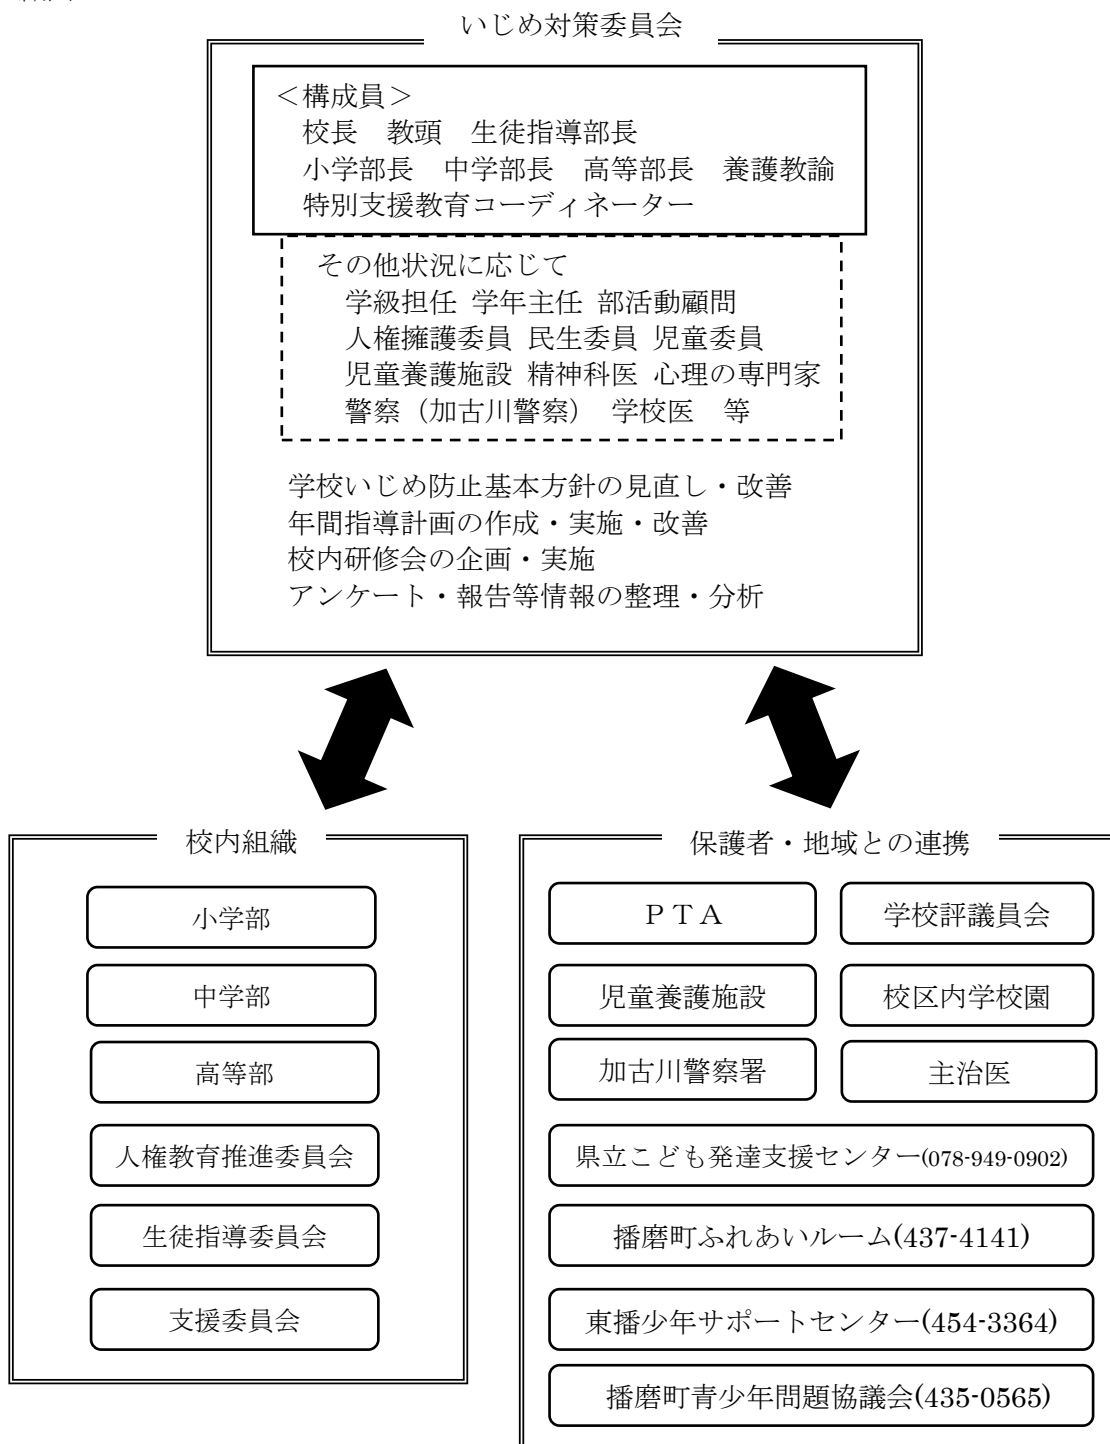 いじめ対策委員会
＜構成員＞
校長　教頭　生徒指導部長
小学部長　中学部長　高等部長　養護教諭
特別支援教育コーディネーター
その他状況に応じて
学級担任 学年主任 部活動顧問
人権擁護委員 民生委員 児童委員
児童養護施設 精神科医 心理の専門家
警察（加古川警察）　学校医　等
学校いじめ防止基本方針の見直し・改善
年間指導計画の作成・実施・改善
校内研修会の企画・実施
アンケート・報告等情報の整理・分析
校内組織
小学部
中学部
高等部
人権教育推進委員会
生徒指導委員会
支援委員会
保護者・地域との連携
ＰＴＡ
学校評議員会
児童養護施設
校区内学校園
加古川警察署
主治医
県立こども発達支援センター(078-949-0902)
播磨町ふれあいルーム(437-4141)
東播少年サポートセンター(454-3364)
播磨町青少年問題協議会(435-0565)